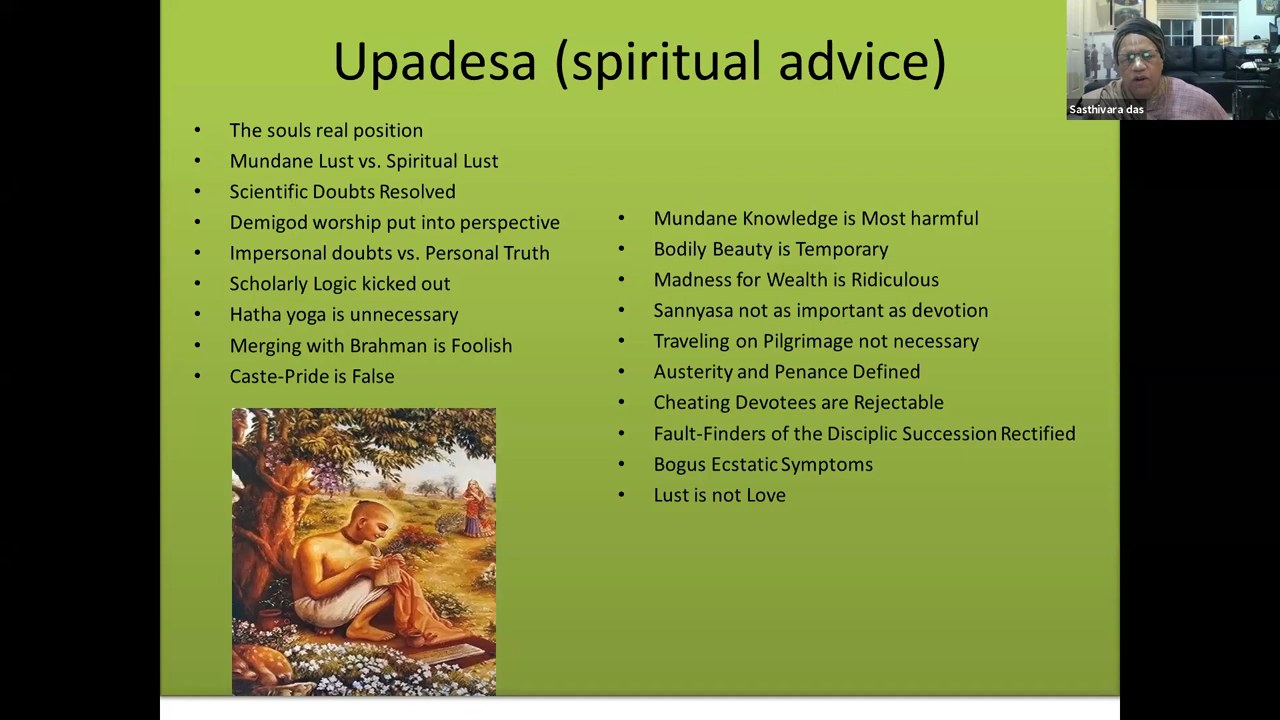 Upadesa (spiritual advice)
Sasthivara das
• The souls real position
• Mundane Lust vs. Spiritual Lust
• Scientific Doubts Resolved
• Demigod worship put into perspective
• Impersonal doubts vs. Personal Truth
• Scholarly Logic kicked out
• Hatha yoga is unnecessary
• Merging with Brahman is Foolish
• Caste-Pride is False
• Mundane Knowledge is Most harmful
• Bodily Beauty is Temporary
• Madness for Wealth is Ridiculous
• Sannyasa not as important as devotion
• Traveling on Pilgrimage not necessary
• Austerity and Penance Defined
• Cheating Devotees are Rejectable
• Fault-Finders of the Disciplic Succession Rectified
• Bogus Ecstatic Symptoms
• Lust is not Love